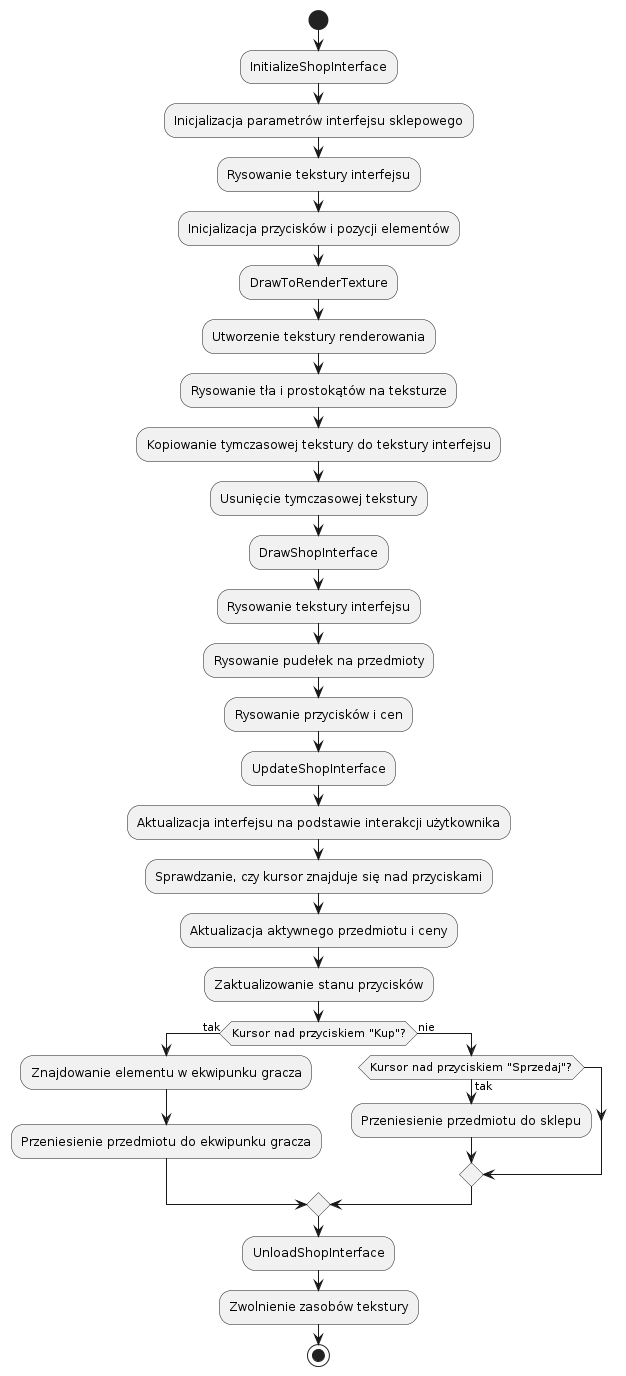 InitializeShopInterface
Inicjalizacja parametrów interfejsu sklepowego
Rysowanie tekstury interfejsu
Inicjalizacja przycisków i pozycji elementów
DrawToRenderTexture
Utworzenie tekstury renderowania
Rysowanie tła i prostokątów na teksturze
Kopiowanie tymczasowej tekstury do tekstury interfejsu
Usunięcie tymczasowej tekstury
DrawShopInterface
Rysowanie tekstury interfejsu
Rysowanie pudełek na przedmioty
Rysowanie przycisków i cen
UpdateShopInterface
Aktualizacja interfejsu na podstawie interakcji użytkownika
Sprawdzanie, czy kursor znajduje się nad przyciskami
Aktualizacja aktywnego przedmiotu i ceny
Zaktualizowanie stanu przycisków
tak
Kursor nad przyciskiem "Kup"?
nie
Znajdowanie elementu w ekwipunku gracza
Przeniesienie przedmiotu do ekwipunku gracza
Kursor nad przyciskiem "Sprzedaj"?
tak
Przeniesienie przedmiotu do sklepu
UnloadShopInterface
Zwolnienie zasobów tekstury